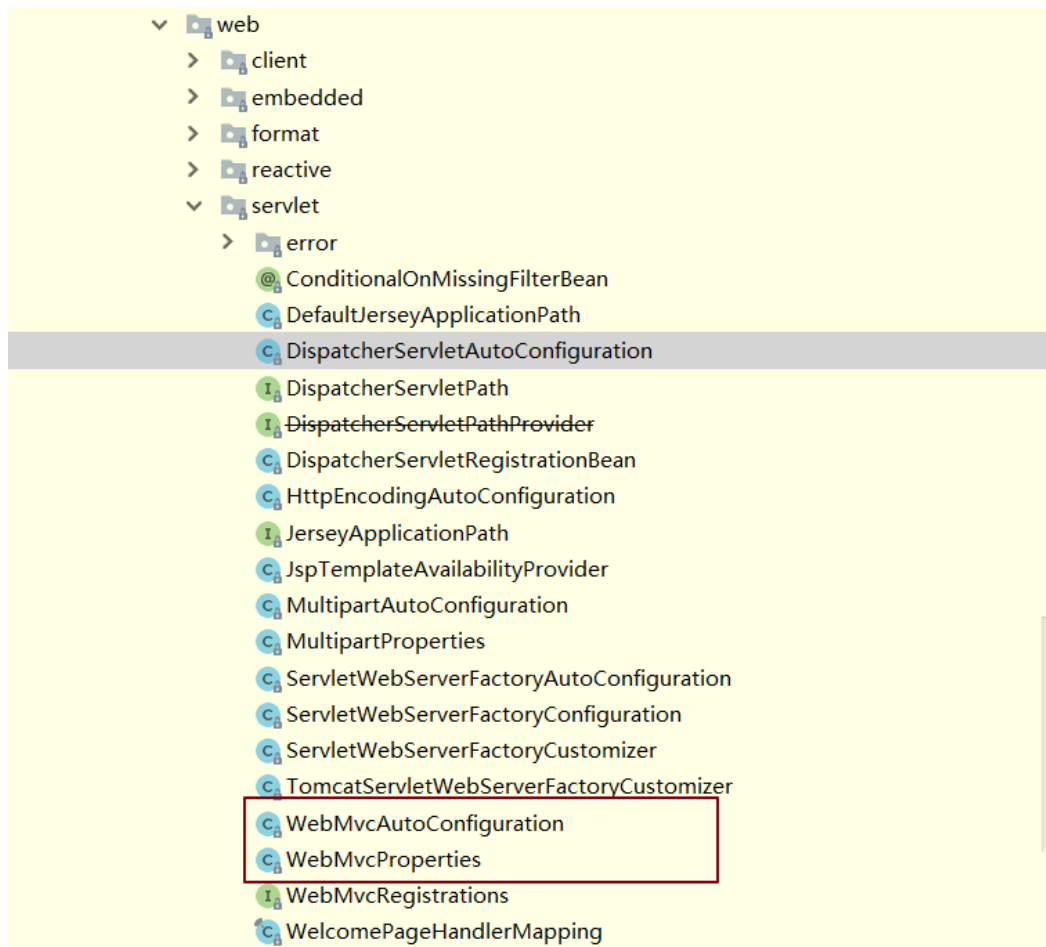 web
client
embedded
format
reactive
servlet
error
ConditionalOnMissingFilterBean
DefaultJerseyApplicationPath
DispatcherServletAutoConfiguration
DispatcherServletPath
DispatcherServletPathProvider
DispatcherServletRegistrationBean
HttpEncodingAutoConfiguration
JerseyApplicationPath
JspTemplateAvailabilityProvider
MultipartAutoConfiguration
MultipartProperties
ServletWebServerFactoryAutoConfiguration
ServletWebServerFactoryConfiguration
ServletWebServerFactoryCustomizer
TomcatServletWebServerFactoryCustomizer
WebMvcAutoConfiguration
WebMvcProperties
WebMvcRegistrations
WelcomePageHandlerMapping